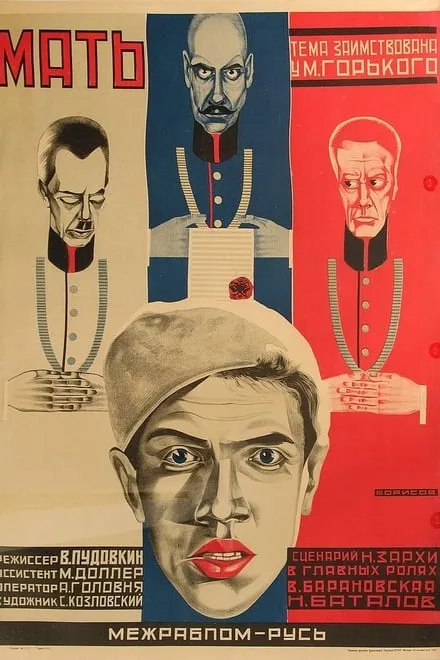 МАТЬ
ТЕМА ЗАИМСТВОВАНА
У М. ГОРЬКОГО
БОРИСОВ
РЕЖИССЕР В. ПУДОВКИН
АССИСТЕНТ М. ДОЛЛЕР
ОПЕРАТОР А. ГОЛОВНЯ
ХУДОЖНИК С. КОЗЛОВСКИЙ
СЦЕНАРИЙ Н. ЗАРХИ
В ГЛАВНЫХ РОЛЯХ
В. БАРАНОВСКАЯ
Н. БАТАЛОВ
МЕЖРАБПОМ-РУСЬ